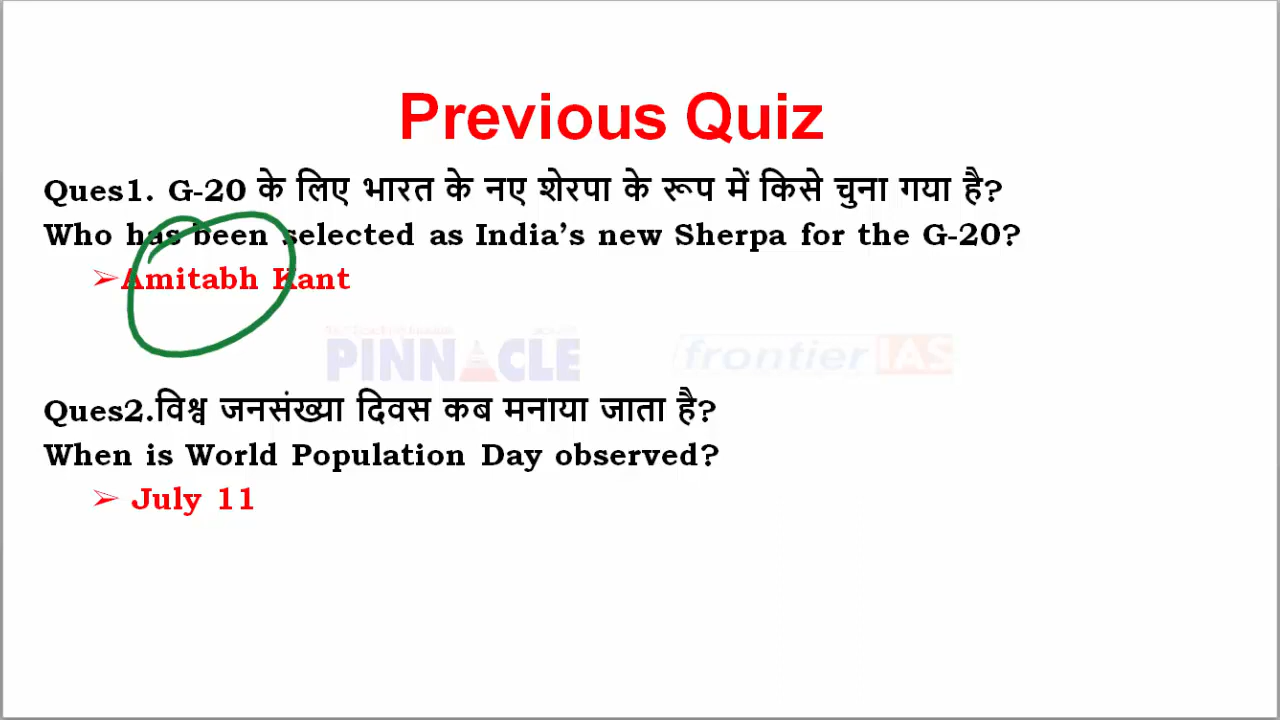 Previous Quiz
Ques1. G-20 के लिए भारत के नए शेरपा के रूप में किसे चुना गया है?
Who has been selected as India's new Sherpa for the G-20?
➢Amitabh Kant
PINNACLE
frontier IAS
Ques2.विश्व जनसंख्या दिवस कब मनाया जाता है?
When is World Population Day observed?
➢ July 11